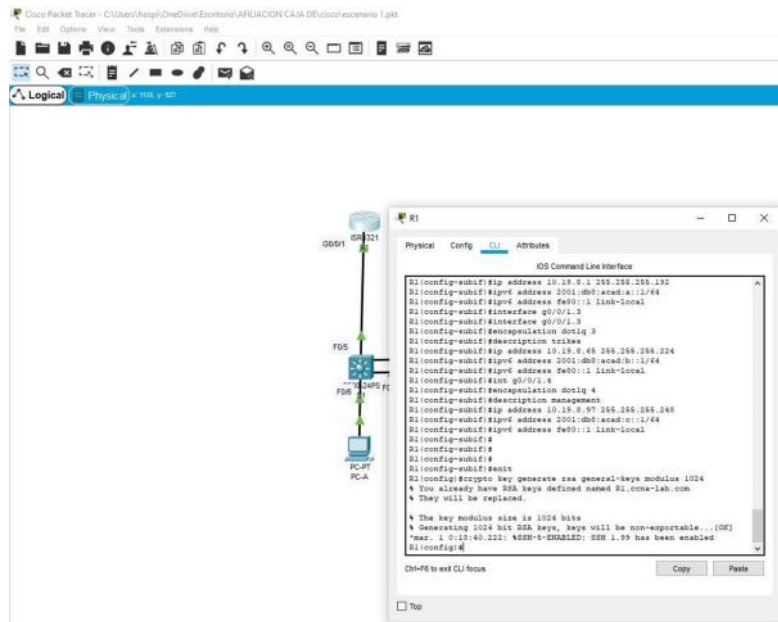 Cisco Packet Tracer - C:\Users\hospi\OneDrive\Escritorio\AFILIACION CAJA DE\cisco\escenario 1.pkt
File Edit Options View Tools Extensions Help
Logical Physical x: 1156, y: 527
R1
Physical Config CLI Attributes
IOS Command Line Interface
R1(config-subif)#ip address 10.19.8.1 255.255.255.192
R1(config-subif)#ipv6 address 2001:db8:acad:a::1/64
R1(config-subif)#ipv6 address fe80::1 link-local
R1(config-subif)#interface g0/0/1.3
R1(config-subif)#interface g0/0/1.3
R1(config-subif)#encapsulation dot1q 3
R1(config-subif)#description trikes
R1(config-subif)#ip address 10.19.8.65 255.255.255.224
R1(config-subif)#ipv6 address 2001:db8:acad:b::1/64
R1(config-subif)#ipv6 address fe80::1 link-local
R1(config-subif)#int g0/0/1.4
R1(config-subif)#encapsulation dot1q 4
R1(config-subif)#description management
R1(config-subif)#ip address 10.19.8.97 255.255.255.248
R1(config-subif)#ipv6 address 2001:db8:acad:c::1/64
R1(config-subif)#ipv6 address fe80::1 link-local
R1(config-subif)#
R1(config-subif)#
R1(config-subif)#
R1(config-subif)#exit
R1(config)#crypto key generate rsa general-keys modulus 1024
% You already have RSA keys defined named R1.ccna-lab.com
% They will be replaced.
% The key modulus size is 1024 bits
% Generating 1024 bit RSA keys, keys will be non-exportable...[OK]
*mar. 1 0:18:40.222: %SSH-5-ENABLED: SSH 1.99 has been enabled
R1(config)#
Ctrl+F6 to exit CLI focus
Copy Paste
Top
G0/0/1
F0/5
F0/6
PC-PT
PC-A